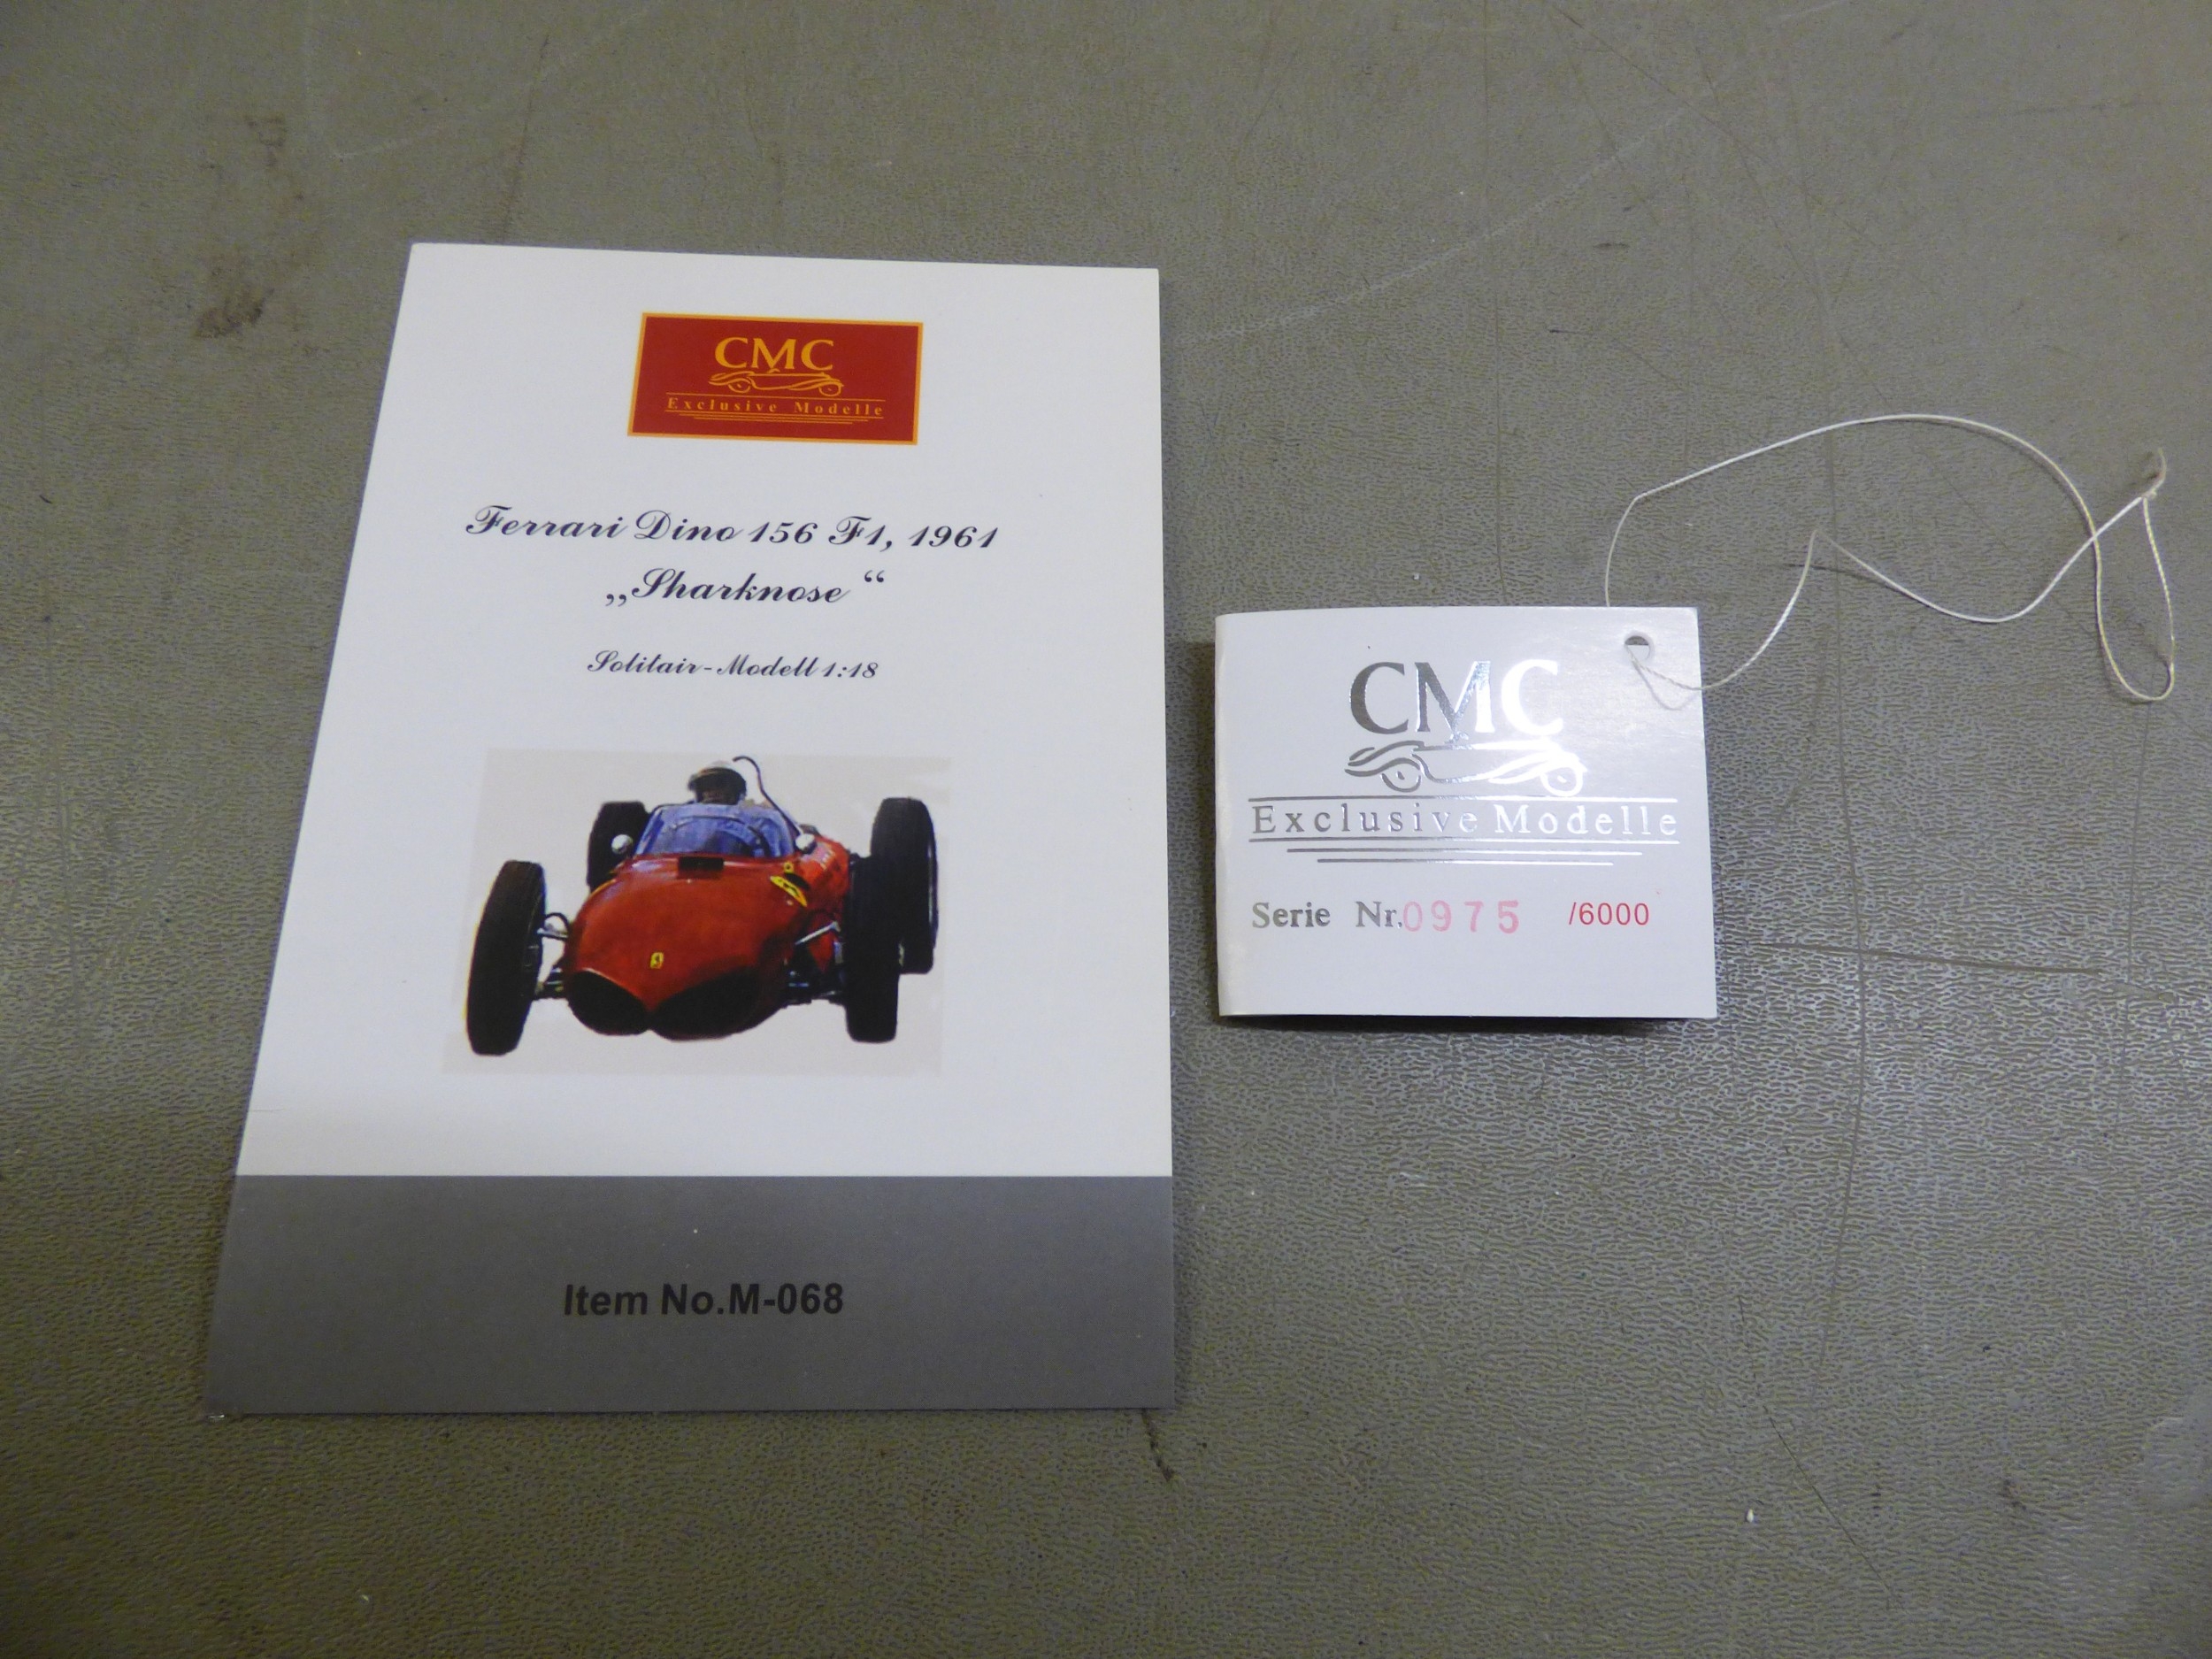 CMC
Exclusive Modelle
Ferrari Dino 156 F1, 1961
„Sharknose “
Solitair-Modell 1:18
Item No.M-068
CMC
Exclusive Modelle
Serie Nr.0975 /6000